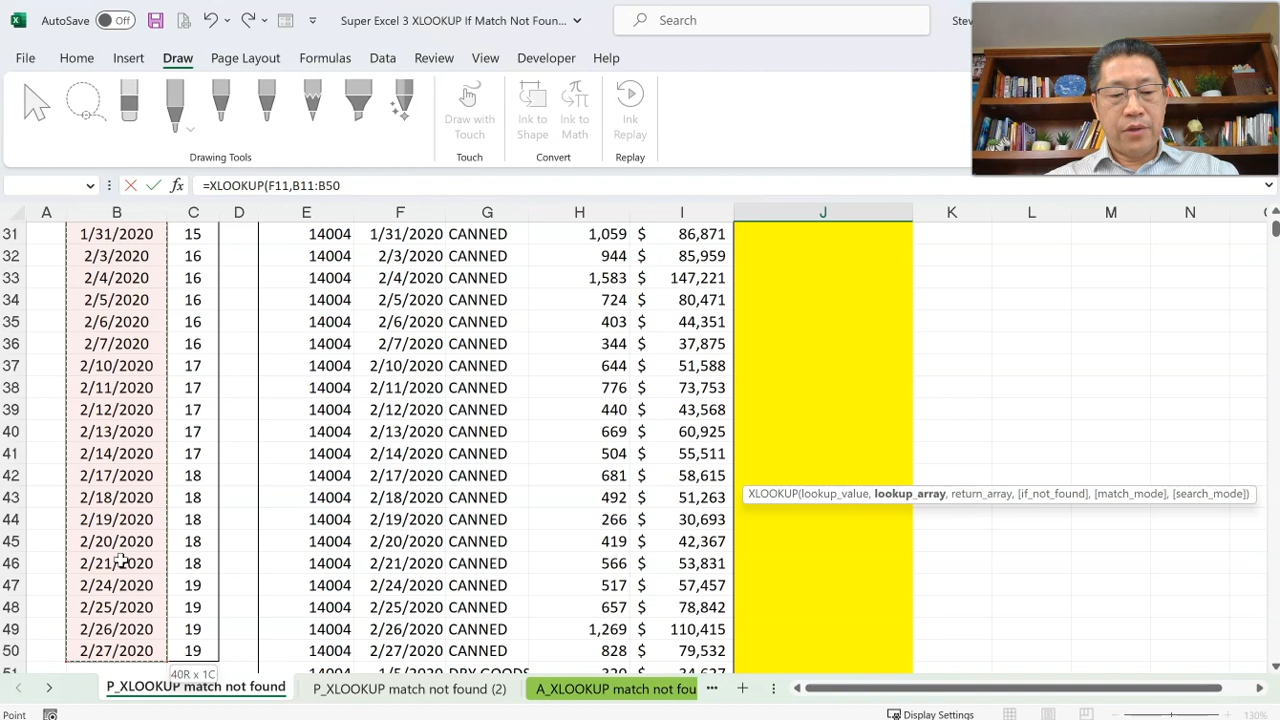 AutoSave Off Super Excel 3 XLOOKUP If Match Not Foun... Search
File Home Insert Draw Page Layout Formulas Data Review View Developer Help
Draw with Touch Ink to Shape Ink to Math Ink Replay
Drawing Tools Touch Convert Replay
fx =XLOOKUP(F11,B11:B50
A B C D E F G H I J K L M N
31 1/31/2020 15 14004 1/31/2020 CANNED 1,059 $ 86,871
32 2/3/2020 16 14004 2/3/2020 CANNED 944 $ 85,959
33 2/4/2020 16 14004 2/4/2020 CANNED 1,583 $ 147,221
34 2/5/2020 16 14004 2/5/2020 CANNED 724 $ 80,471
35 2/6/2020 16 14004 2/6/2020 CANNED 403 $ 44,351
36 2/7/2020 16 14004 2/7/2020 CANNED 344 $ 37,875
37 2/10/2020 17 14004 2/10/2020 CANNED 644 $ 51,588
38 2/11/2020 17 14004 2/11/2020 CANNED 776 $ 73,753
39 2/12/2020 17 14004 2/12/2020 CANNED 440 $ 43,568
40 2/13/2020 17 14004 2/13/2020 CANNED 669 $ 60,925
41 2/14/2020 17 14004 2/14/2020 CANNED 504 $ 55,511
42 2/17/2020 18 14004 2/17/2020 CANNED 681 $ 58,615
43 2/18/2020 18 14004 2/18/2020 CANNED 492 $ 51,263
XLOOKUP(lookup_value, lookup_array, return_array, [if_not_found], [match_mode], [search_mode])
44 2/19/2020 18 14004 2/19/2020 CANNED 266 $ 30,693
45 2/20/2020 18 14004 2/20/2020 CANNED 419 $ 42,367
46 2/21/2020 18 14004 2/21/2020 CANNED 566 $ 53,831
47 2/24/2020 19 14004 2/24/2020 CANNED 517 $ 57,457
48 2/25/2020 19 14004 2/25/2020 CANNED 657 $ 78,842
49 2/26/2020 19 14004 2/26/2020 CANNED 1,269 $ 110,415
50 2/27/2020 19 14004 2/27/2020 CANNED 828 $ 79,532
40R x 1C
P_XLOOKUP match not found P_XLOOKUP match not found (2) A_XLOOKUP match not fou ...
Point Display Settings 130%